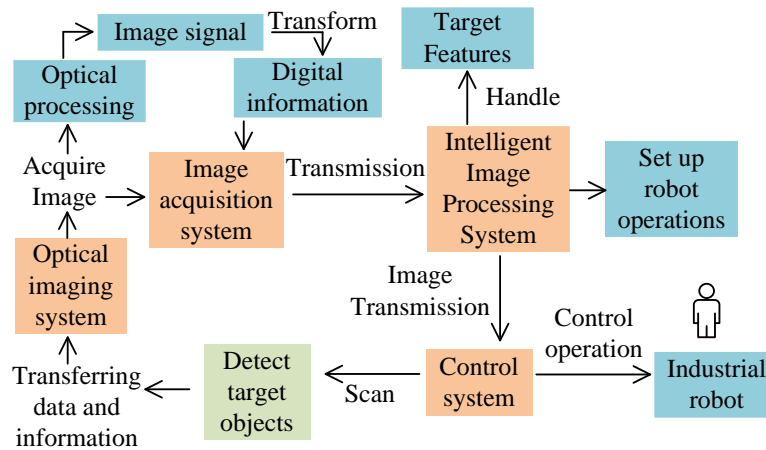 Image signal
Transform
Target
Features
Optical
processing
Digital
information
Handle
Acquire
Image
Image
acquisition
system
Transmission
Intelligent
Image
Processing
System
Set up
robot
operations
Optical
imaging
system
Image
Transmission
Control
operation
Transferring
data and
information
Detect
target
objects
Scan
Control
system
Industrial
robot